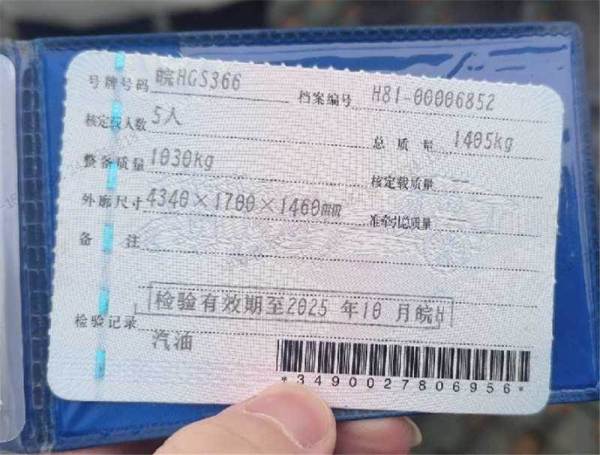 号牌号码 皖HGS366 档案编号 H81-00006852
核定载人数 5人 总质量 1405kg
整备质量 1030kg 核定载质量 --
外廓尺寸 4340×1700×1460mm 准牵引总质量 --
备注
检验有效期至2025 年10 月皖H
检验记录
汽油
*3490027806956*